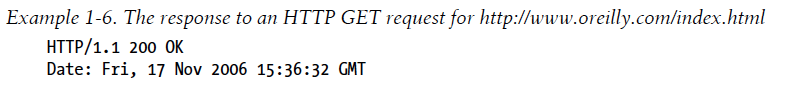 Example 1-6. The response to an HTTP GET request for http://www.oreilly.com/index.html
HTTP/1.1 200 OK
Date: Fri, 17 Nov 2006 15:36:32 GMT